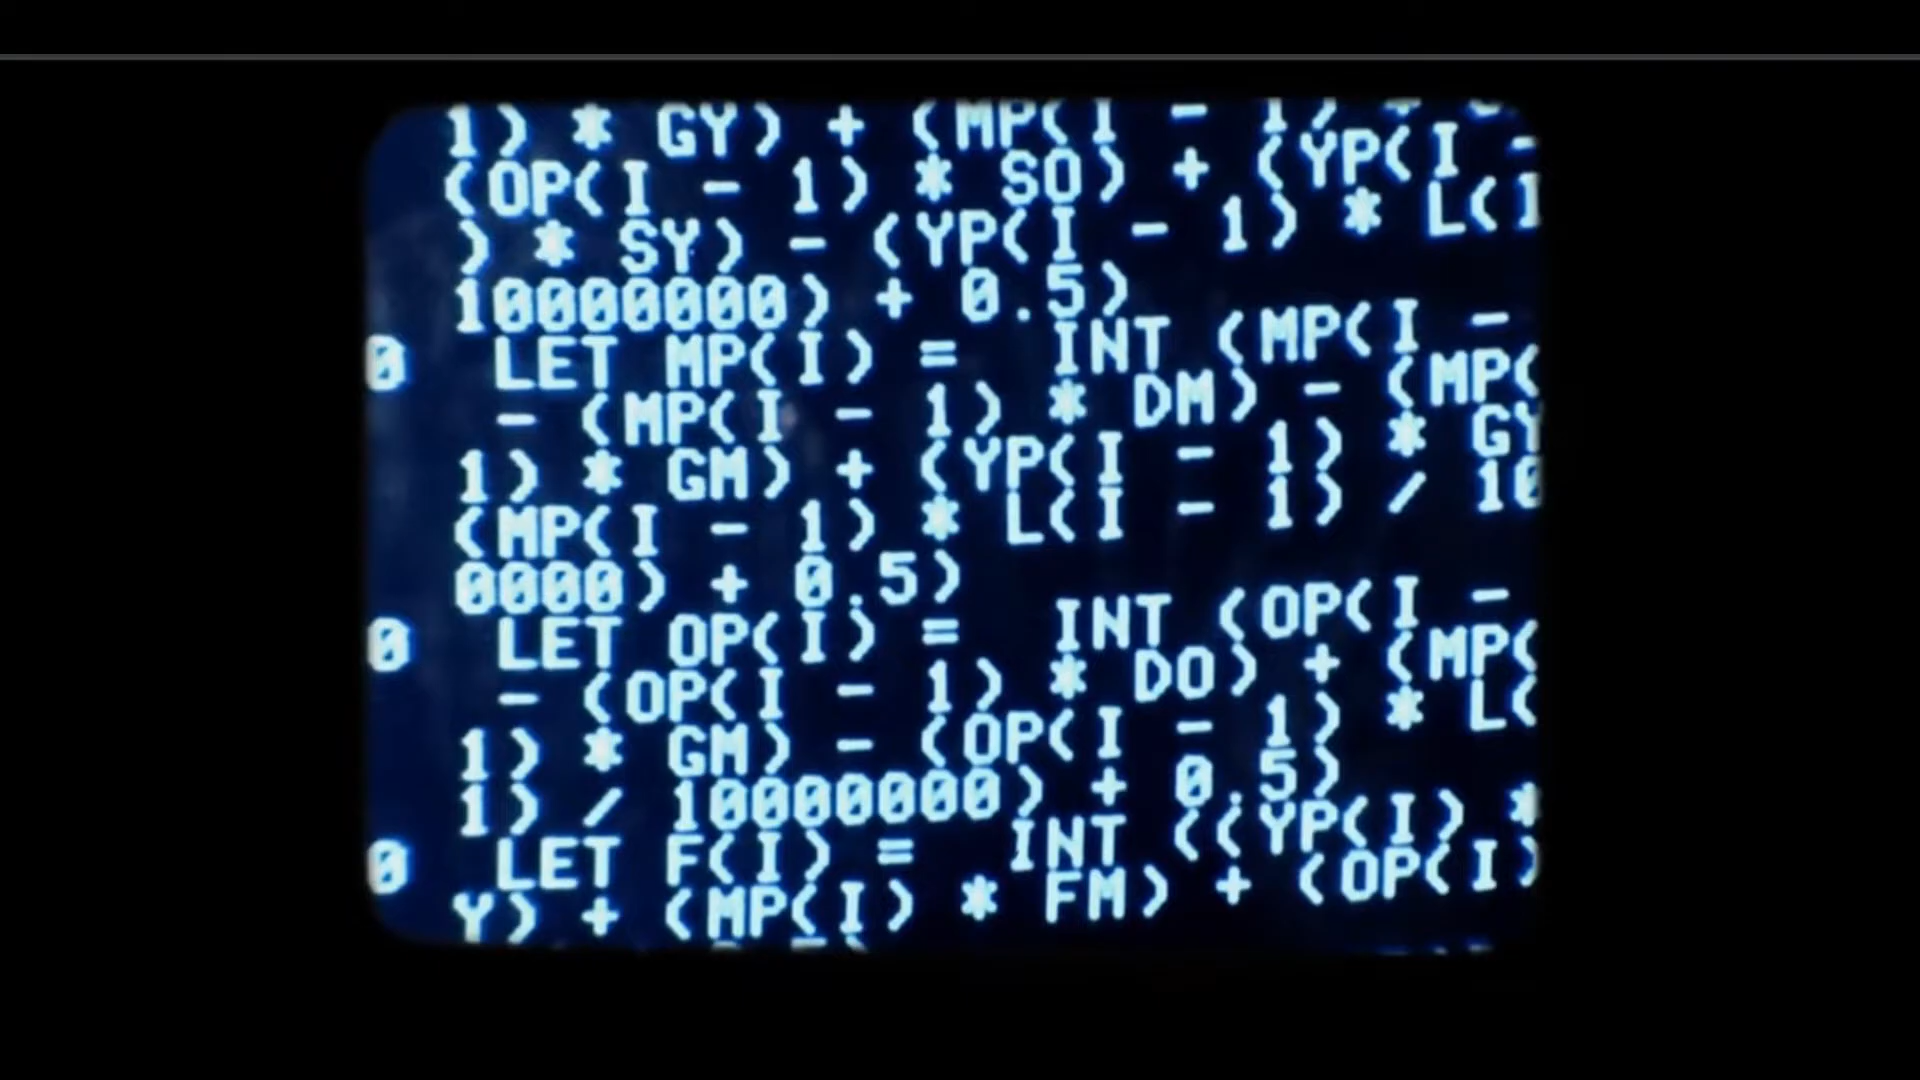 1) * GY) + (MP(I - 1) *
(OP(I - 1) * SO) + (YP(I -
) * SY) - (YP(I - 1) * L(I
10000000) + 0.5)
0 LET MP(I) = INT (MP(I -
- (MP(I - 1) * DM) - (MP(
1) * GM) + (YP(I - 1) * GY
(MP(I - 1) * L(I - 1) / 10
0000) + 0.5)
0 LET OP(I) = INT (OP(I -
- (OP(I - 1) * DO) + (MP(
1) * GM) - (OP(I - 1) * L(
1) / 10000000) + 0.5)
0 LET F(I) = INT ((YP(I) *
Y) + (MP(I) * FM) + (OP(I)